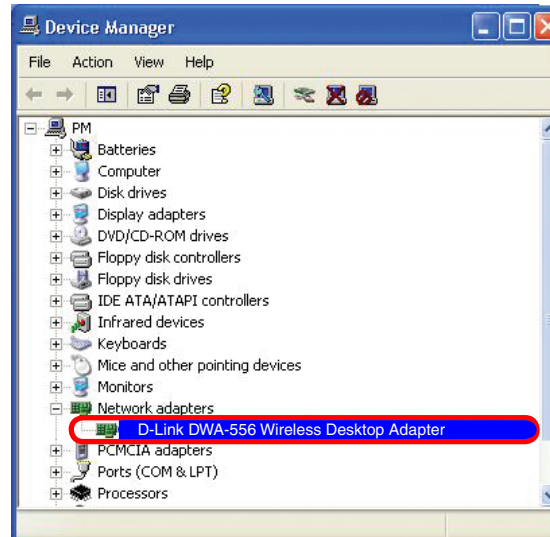 Device Manager
File Action View Help
PM
Batteries
Computer
Disk drives
Display adapters
DVD/CD-ROM drives
Floppy disk controllers
Floppy disk drives
IDE ATA/ATAPI controllers
Infrared devices
Keyboards
Mice and other pointing devices
Monitors
Network adapters
D-Link DWA-556 Wireless Desktop Adapter
PCMCIA adapters
Ports (COM & LPT)
Processors